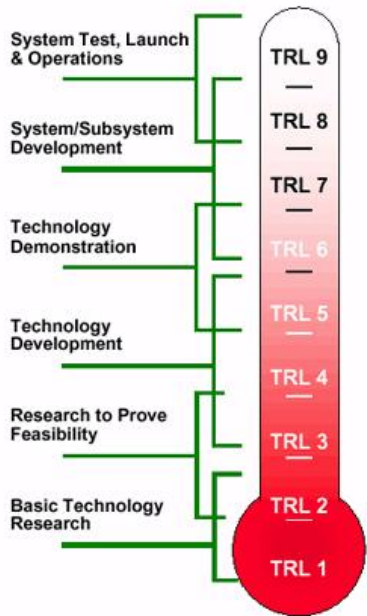 System Test, Launch
& Operations
System/Subsystem
Development
Technology
Demonstration
Technology
Development
Research to Prove
Feasibility
Basic Technology
Research
TRL 9
TRL 8
TRL 7
TRL 6
TRL 5
TRL 4
TRL 3
TRL 2
TRL 1